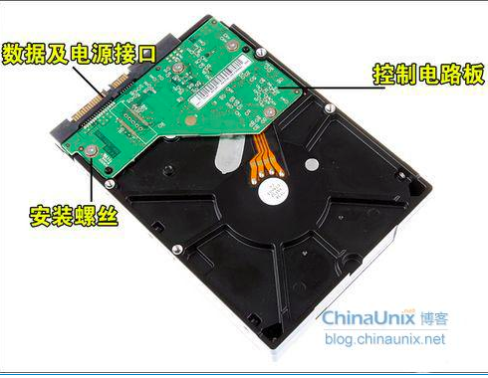 数据及电源接口
控制电路板
安装螺丝
ChinaUnix 博客
blog.chinaunix.net